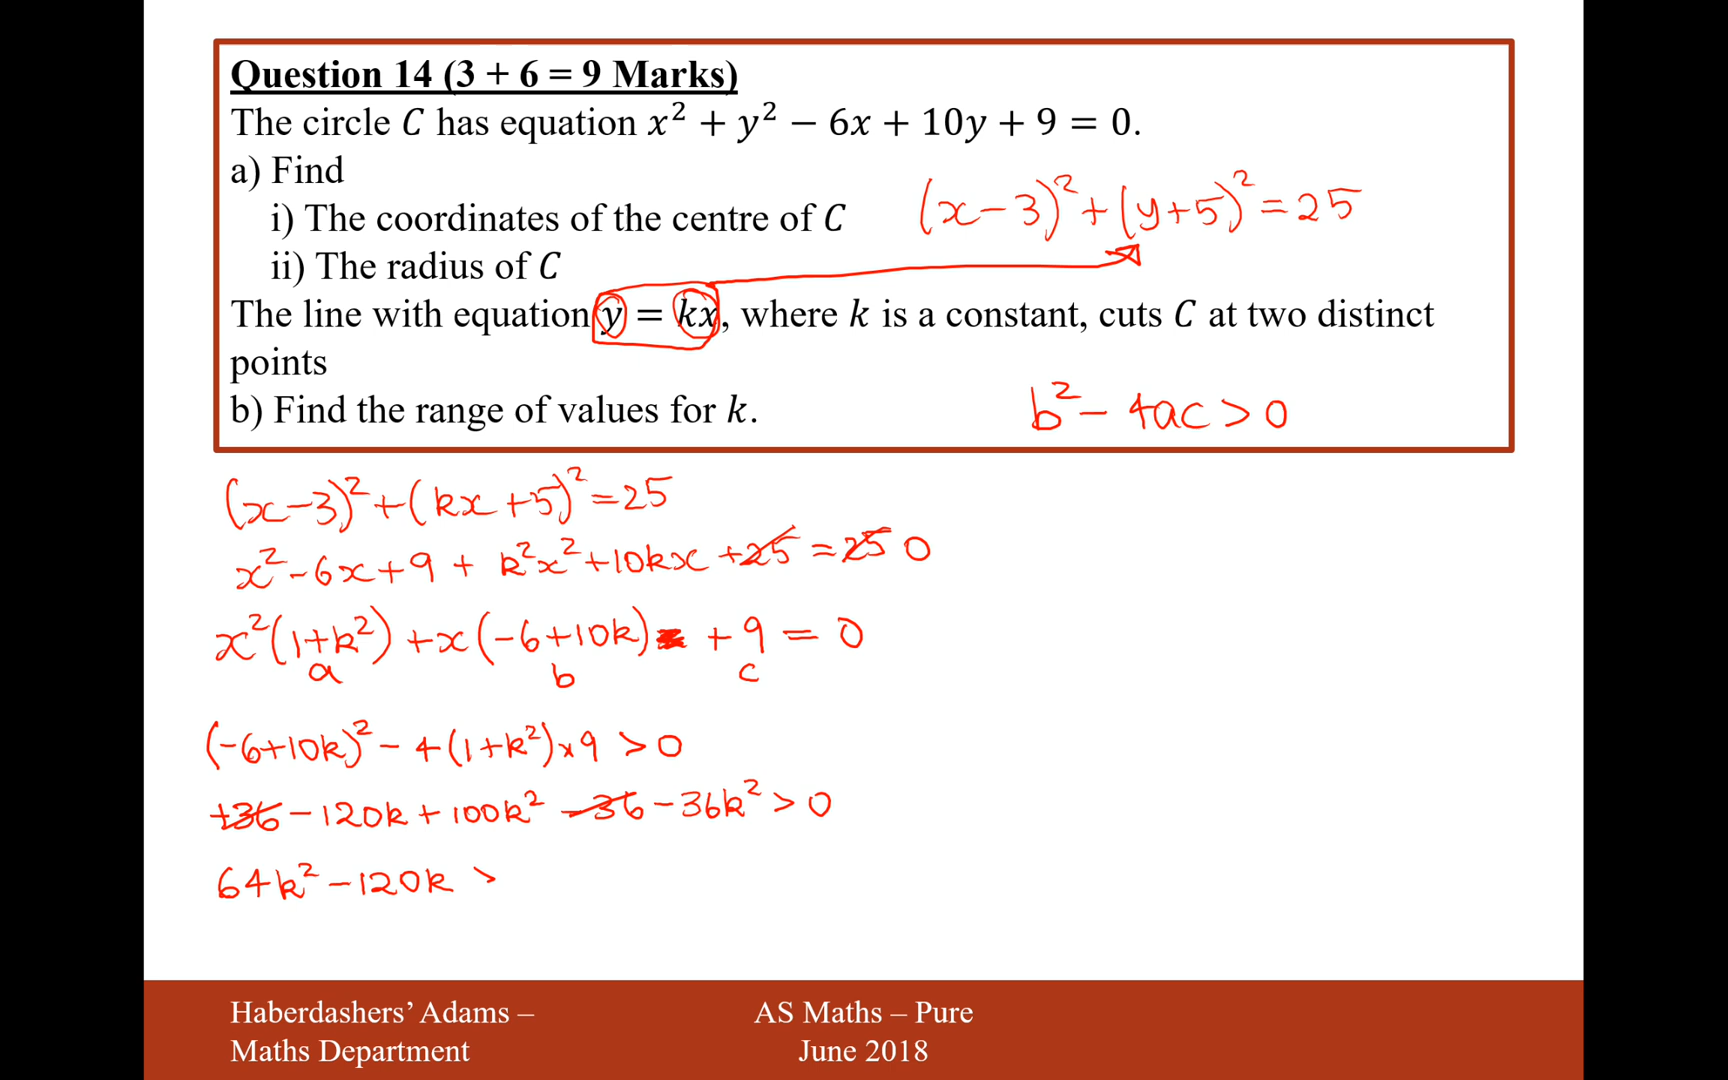 Question 14 (3 + 6 = 9 Marks)
The circle C has equation x² + y² − 6x + 10y + 9 = 0.
a) Find
i) The coordinates of the centre of C
(x−3)² + (y+5)² = 25
ii) The radius of C
The line with equation y = kx, where k is a constant, cuts C at two distinct
points
b) Find the range of values for k.
b² − 4ac > 0
(x−3)² + (kx+5)² = 25
x² − 6x + 9 + k²x² + 10kx + 25 = 25 0
x²(1+k²) + x(−6+10k) + 9 = 0
a b c
(−6+10k)² − 4(1+k²)×9 > 0
+36 − 120k + 100k² − 36 − 36k² > 0
64k² − 120k >
Haberdashers’ Adams –
Maths Department
AS Maths – Pure
June 2018